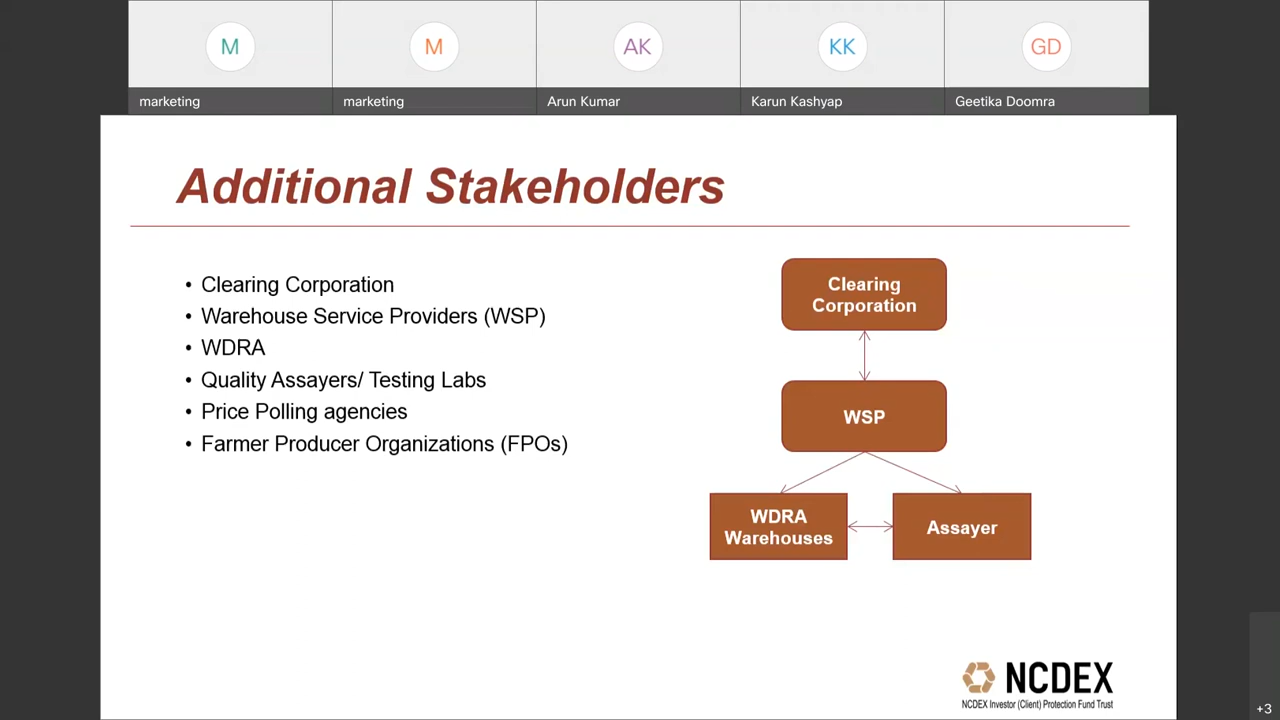 M
M
AK
KK
GD
marketing
marketing
Arun Kumar
Karun Kashyap
Geetika Doomra
Additional Stakeholders
• Clearing Corporation
• Warehouse Service Providers (WSP)
• WDRA
• Quality Assayers/ Testing Labs
• Price Polling agencies
• Farmer Producer Organizations (FPOs)
Clearing
Corporation
WSP
WDRA
Warehouses
Assayer
NCDEX
NCDEX Investor (Client) Protection Fund Trust
+3